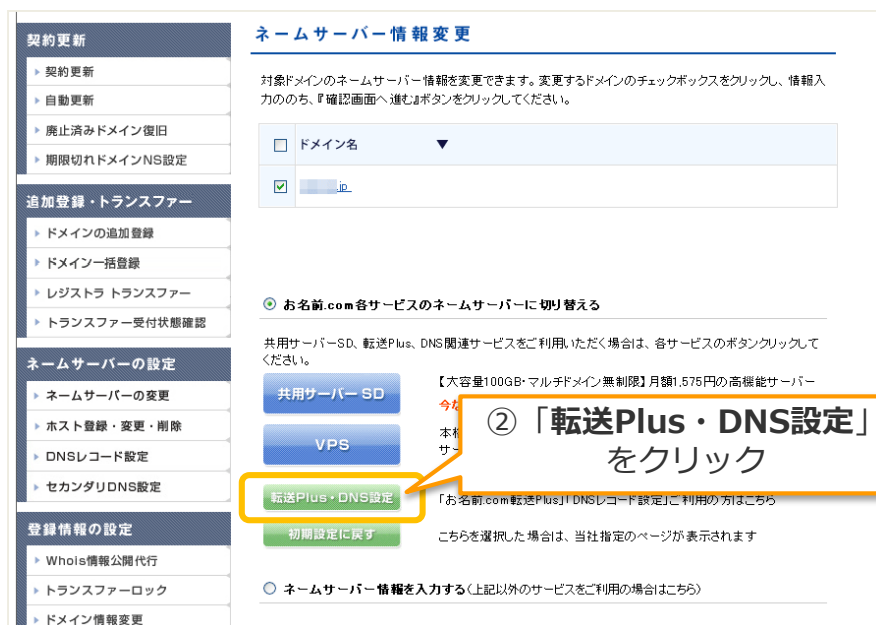 契約更新
契約更新
自動更新
廃止済みドメイン復旧
期限切れドメインNS設定
追加登録・トランスファー
ドメインの追加登録
ドメイン一括登録
レジストラ トランスファー
トランスファー受付状態確認
ネームサーバーの設定
ネームサーバーの変更
ホスト登録・変更・削除
DNSレコード設定
セカンダリDNS設定
登録情報の設定
Whois情報公開代行
トランスファーロック
ドメイン情報変更
ネームサーバー情報変更
対象ドメインのネームサーバー情報を変更できます。変更するドメインのチェックボックスをクリックし、情報入
力ののち、『確認画面へ進む』ボタンをクリックしてください。
ドメイン名 ▼
.jp
お名前.com各サービスのネームサーバーに切り替える
共用サーバーSD、転送Plus、DNS関連サービスをご利用いただく場合は、各サービスのボタンクリックして
ください。
共用サーバー SD
【大容量100GB・マルチドメイン無制限】月額1,575円の高機能サーバー
VPS
②「転送Plus・DNS設定」
をクリック
転送Plus・DNS設定
「お名前.com転送Plus」「DNSレコード設定」ご利用の方はこちら
初期設定に戻す
こちらを選択した場合は、当社指定のページが表示されます
ネームサーバー情報を入力する(上記以外のサービスをご利用の場合はこちら)